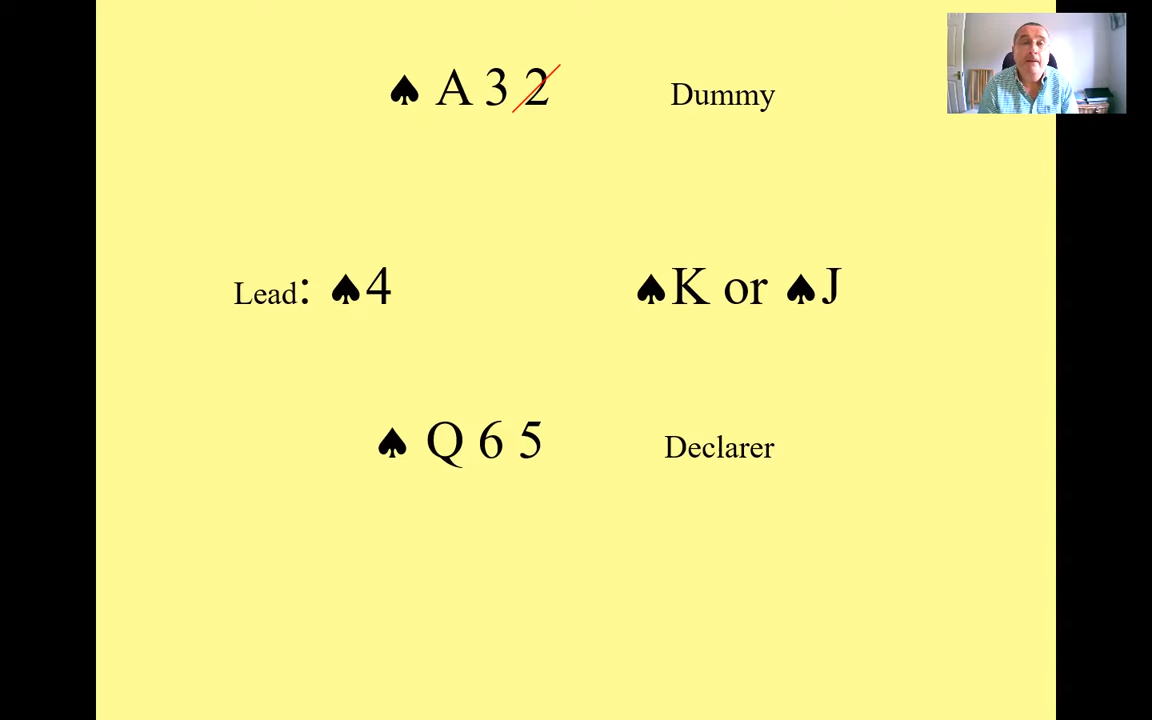 ♠ A 3 2 Dummy
Lead: ♠4 ♠K or ♠J
♠ Q 6 5 Declarer